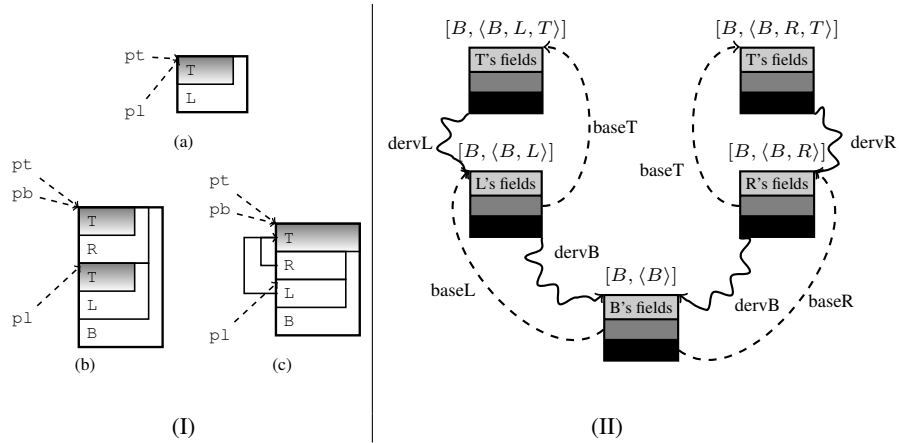 pt
T
L
pl
(a)
pt
pb
T
R
T
L
B
pl
(b)
pt
pb
T
R
L
B
pl
(c)
(I)
[B, ⟨B, L, T⟩]
[B, ⟨B, R, T⟩]
T's fields
T's fields
baseT
dervL
dervR
[B, ⟨B, L⟩]
[B, ⟨B, R⟩]
baseT
L's fields
R's fields
dervB
[B, ⟨B⟩]
baseL
B's fields
dervB
baseR
(II)